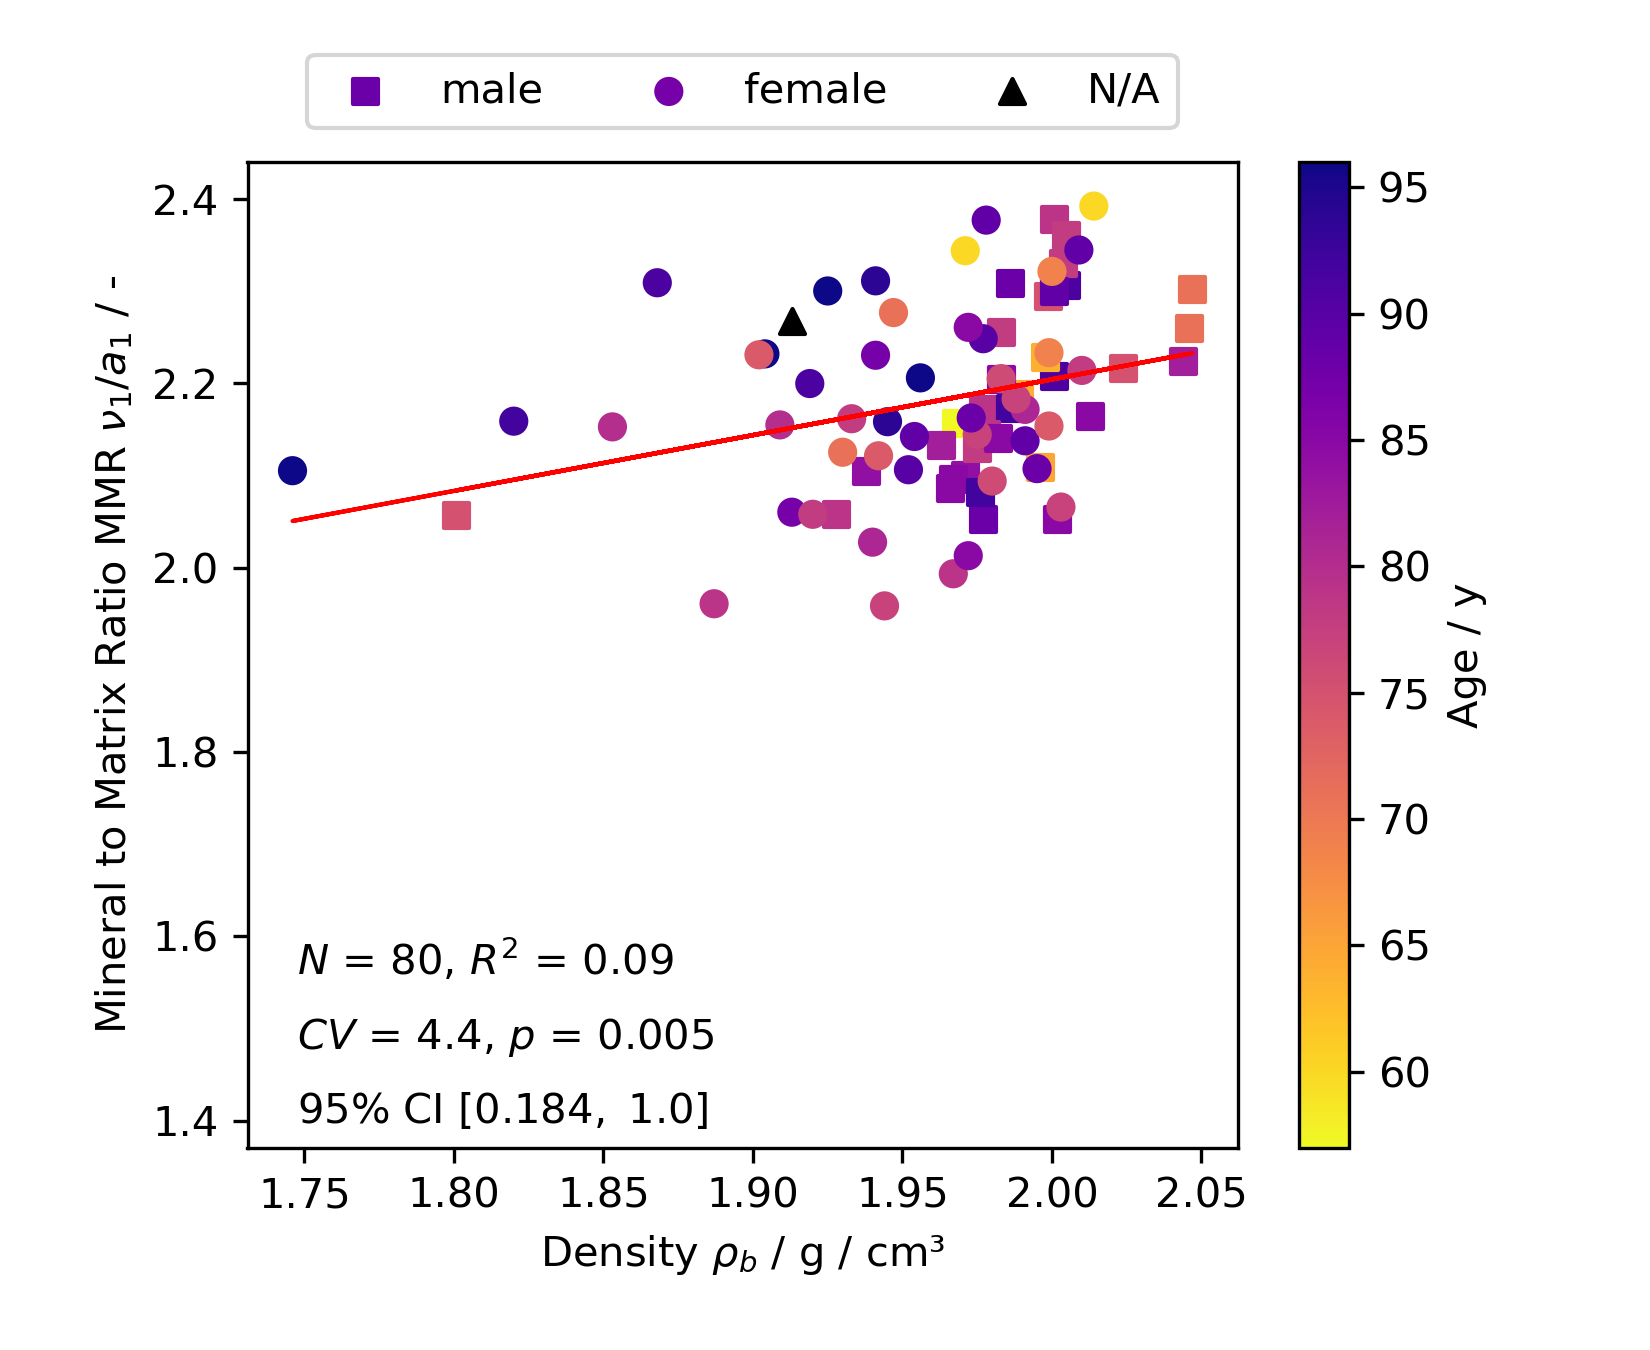 male female N/A
Mineral to Matrix Ratio MMR ν₁/a₁ / -
2.4
2.2
2.0
1.8
1.6
1.4
N = 80, R² = 0.09
CV = 4.4, p = 0.005
95% CI [0.184, 1.0]
1.75 1.80 1.85 1.90 1.95 2.00 2.05
Density ρ_b / g / cm³
95
90
85
80
75
70
65
60
Age / y